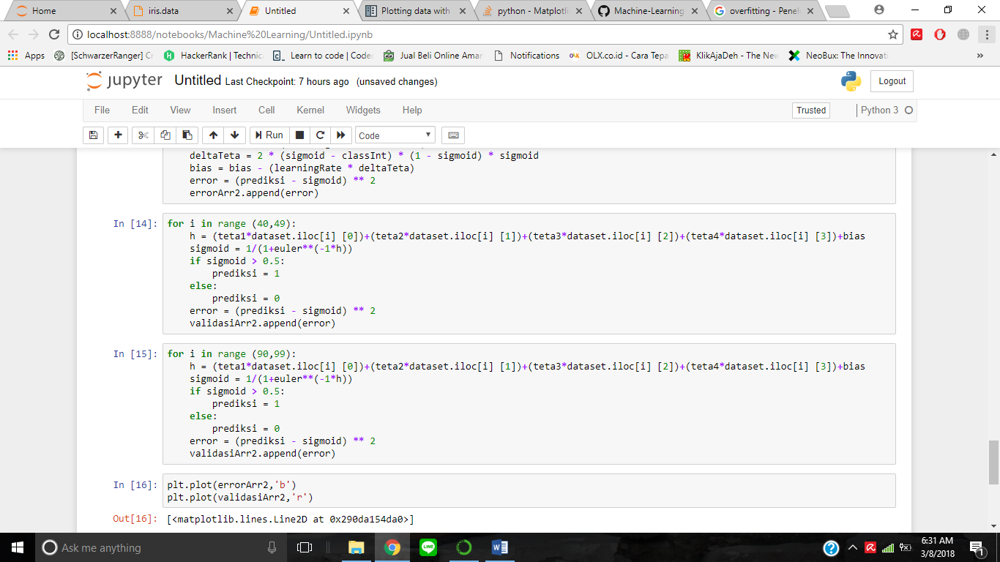 Home
iris.data
Untitled
Plotting data with
python - Matplotli
Machine-Learning
overfitting - Penel
localhost:8888/notebooks/Machine%20Learning/Untitled.ipynb
Apps
[SchwarzerRanger] Cr
HackerRank | Technic
Learn to code | Codec
Jual Beli Online Aman
Notifications
OLX.co.id - Cara Tepa
KlikAjaDeh - The New
NeoBux: The Innovati
»
jupyter Untitled Last Checkpoint: 7 hours ago (unsaved changes)
Logout
File Edit View Insert Cell Kernel Widgets Help
Trusted
Python 3
Run
Code
deltaTeta = 2 * (sigmoid - classInt) * (1 - sigmoid) * sigmoid
bias = bias - (learningRate * deltaTeta)
error = (prediksi - sigmoid) ** 2
errorArr2.append(error)
In [14]: for i in range (40,49):
h = (teta1*dataset.iloc[i] [0])+(teta2*dataset.iloc[i] [1])+(teta3*dataset.iloc[i] [2])+(teta4*dataset.iloc[i] [3])+bias
sigmoid = 1/(1+euler**(-1*h))
if sigmoid > 0.5:
prediksi = 1
else:
prediksi = 0
error = (prediksi - sigmoid) ** 2
validasiArr2.append(error)
In [15]: for i in range (90,99):
h = (teta1*dataset.iloc[i] [0])+(teta2*dataset.iloc[i] [1])+(teta3*dataset.iloc[i] [2])+(teta4*dataset.iloc[i] [3])+bias
sigmoid = 1/(1+euler**(-1*h))
if sigmoid > 0.5:
prediksi = 1
else:
prediksi = 0
error = (prediksi - sigmoid) ** 2
validasiArr2.append(error)
In [16]: plt.plot(errorArr2,'b')
plt.plot(validasiArr2,'r')
Out[16]: [<matplotlib.lines.Line2D at 0x290da154da0>]
Ask me anything
LINE
6:31 AM
3/8/2018
1